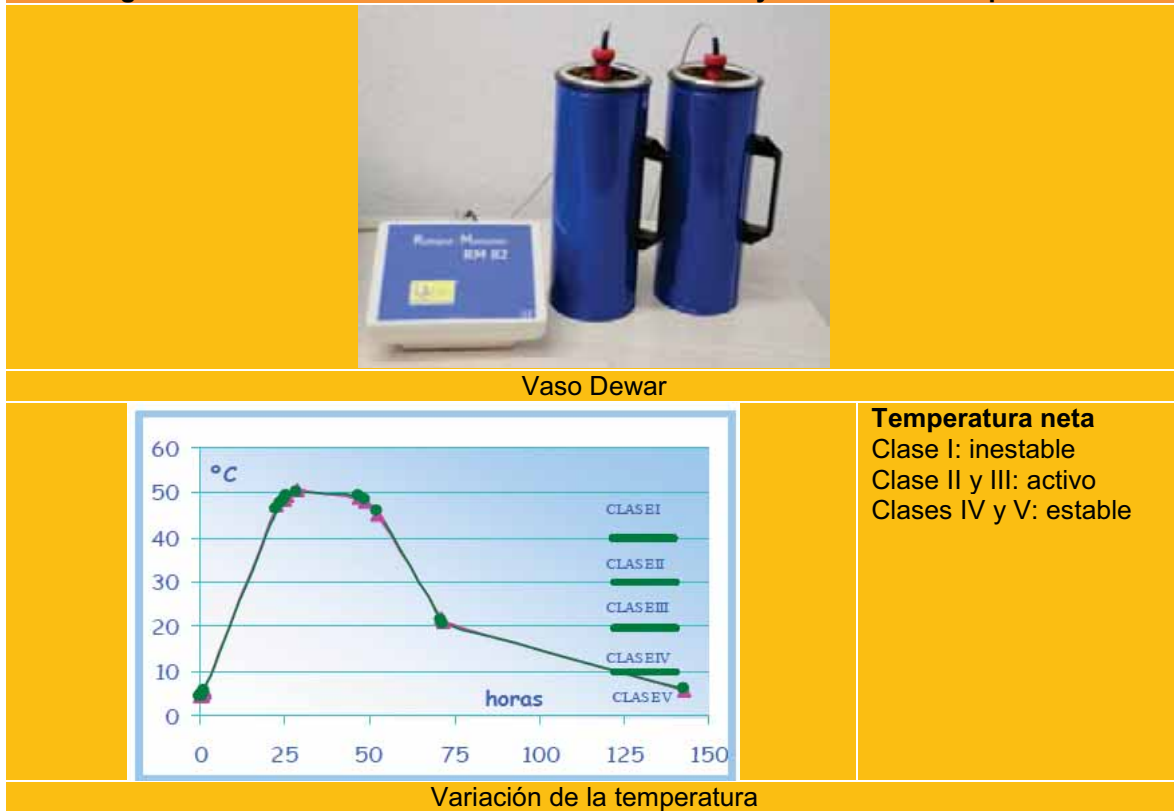 RM 82
Vaso Dewar
Temperatura neta
Clase I: inestable
Clase II y III: activo
Clases IV y V: estable
60
°C
50
40
30
20
10
0
CLASE I
CLASE II
CLASE III
CLASE IV
CLASE V
horas
0 25 50 75 100 125 150
Variación de la temperatura